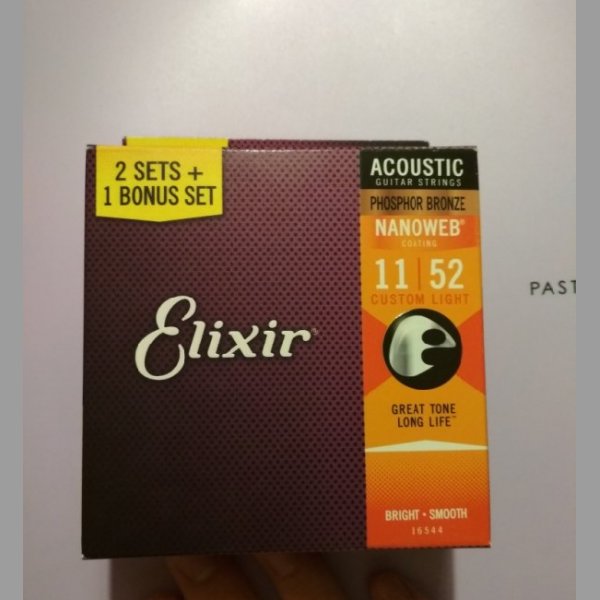 2 SETS +
1 BONUS SET
ACOUSTIC
GUITAR STRINGS
PHOSPHOR BRONZE
NANOWEB®
COATING
11 | 52
CUSTOM LIGHT
Elixir®
GREAT TONE
LONG LIFE™
BRIGHT • SMOOTH
16544
PAST